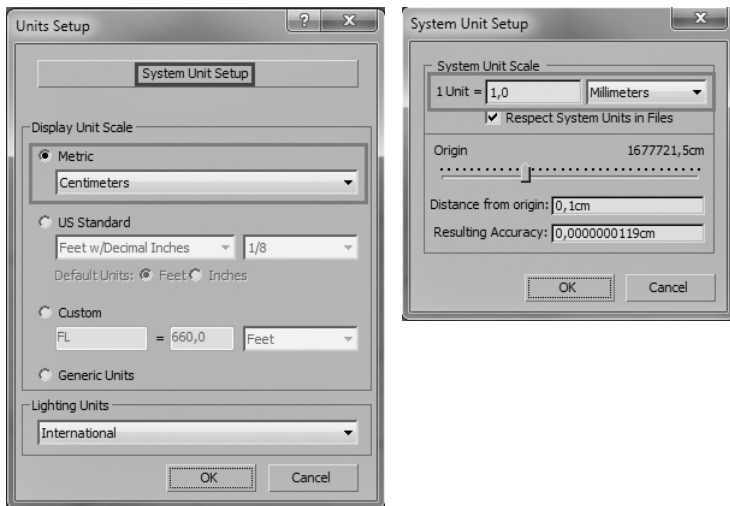 Units Setup
System Unit Setup
Display Unit Scale
Metric
Centimeters
US Standard
Feet w/Decimal Inches 1/8
Default Units: Feet Inches
Custom
FL = 660,0 Feet
Generic Units
Lighting Units
International
OK Cancel
System Unit Setup
System Unit Scale
1 Unit = 1,0 Millimeters
Respect System Units in Files
Origin 1677721,5cm
Distance from origin: 0,1cm
Resulting Accuracy: 0,0000000119cm
OK Cancel